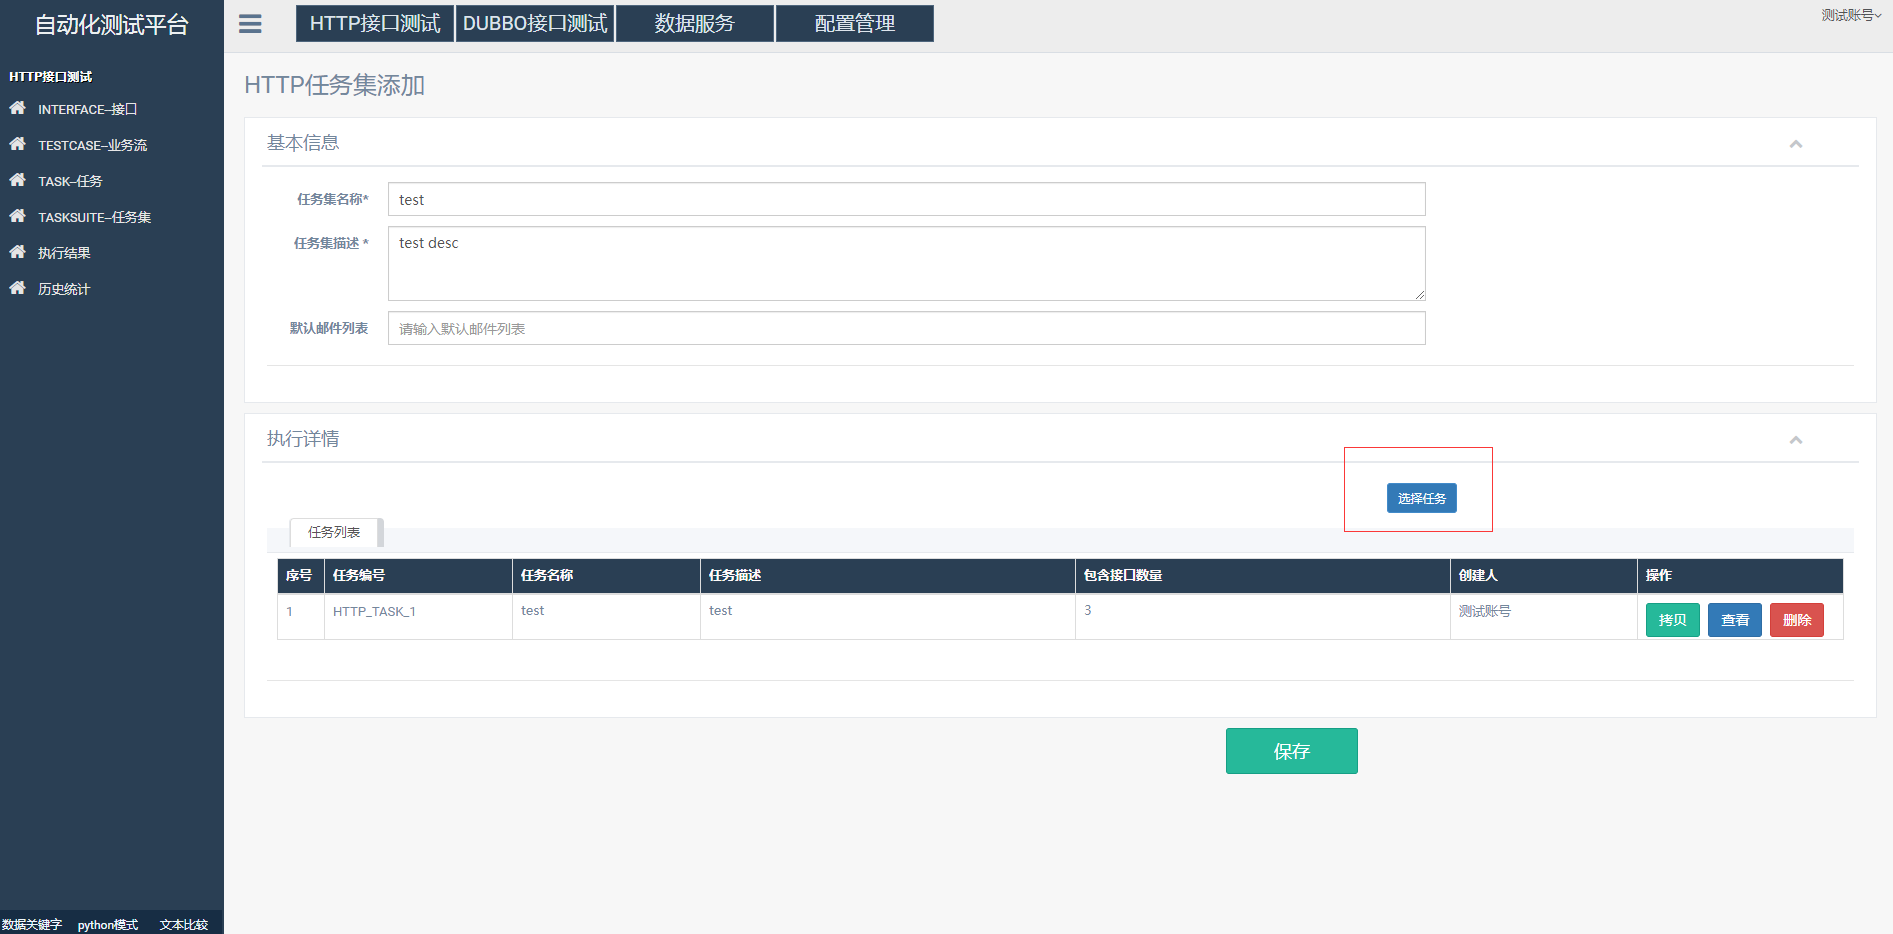 自动化测试平台
HTTP接口测试
DUBBO接口测试
数据服务
配置管理
测试账号
HTTP接口测试
INTERFACE--接口
TESTCASE--业务流
TASK--任务
TASKSUITE--任务集
执行结果
历史统计
HTTP任务集添加
基本信息
任务集名称* test
任务集描述 * test desc
默认邮件列表 请输入默认邮件列表
执行详情
选择任务
任务列表
序号 任务编号 任务名称 任务描述 包含接口数量 创建人 操作
1 HTTP_TASK_1 test test 3 测试账号 拷贝 查看 删除
保存
数据关键字 python模式 文本比较